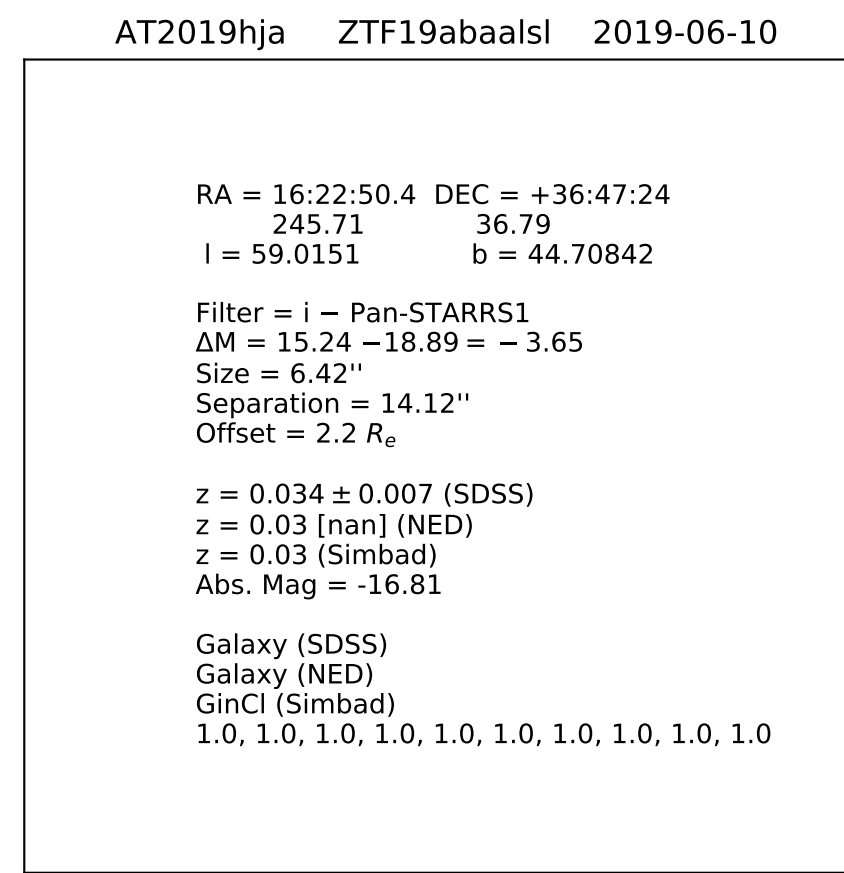 AT2019hja ZTF19abaalsl 2019-06-10
RA = 16:22:50.4 DEC = +36:47:24
245.71 36.79
l = 59.0151 b = 44.70842
Filter = i − Pan-STARRS1
ΔM = 15.24 −18.89 = − 3.65
Size = 6.42''
Separation = 14.12''
Offset = 2.2 Re
z = 0.034 ± 0.007 (SDSS)
z = 0.03 [nan] (NED)
z = 0.03 (Simbad)
Abs. Mag = -16.81
Galaxy (SDSS)
Galaxy (NED)
GinCl (Simbad)
1.0, 1.0, 1.0, 1.0, 1.0, 1.0, 1.0, 1.0, 1.0, 1.0